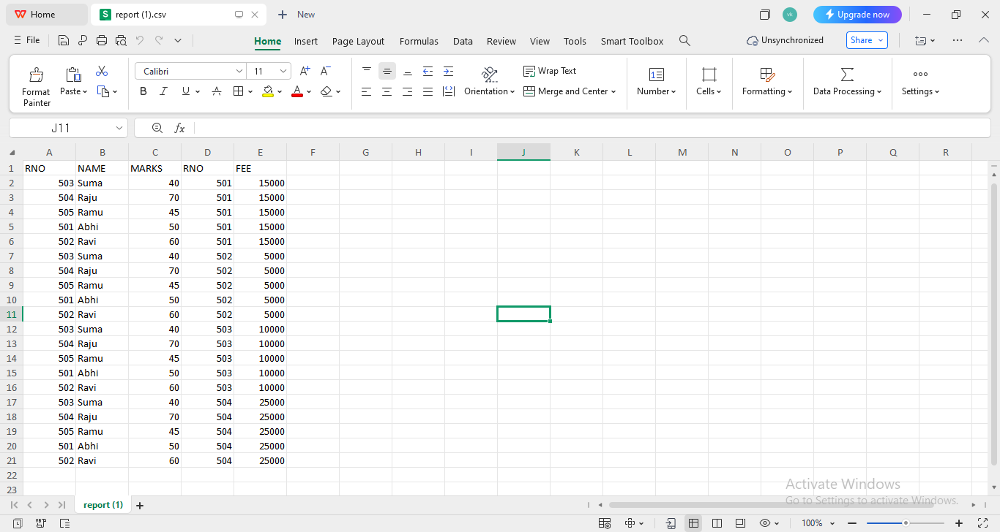 Home
S report (1).csv
New
VK
Upgrade now
File
Home Insert Page Layout Formulas Data Review View Tools Smart Toolbox
Unsynchronized
Share
Calibri 11 A+ A−
Wrap Text
Format Painter
Paste
B I U A A
Orientation
Merge and Center
Number
Cells
Formatting
Data Processing
Settings
J11
fx
A B C D E F G H I J K L M N O P Q R
1 RNO NAME MARKS RNO FEE
2 503 Suma 40 501 15000
3 504 Raju 70 501 15000
4 505 Ramu 45 501 15000
5 501 Abhi 50 501 15000
6 502 Ravi 60 501 15000
7 503 Suma 40 502 5000
8 504 Raju 70 502 5000
9 505 Ramu 45 502 5000
10 501 Abhi 50 502 5000
11 502 Ravi 60 502 5000
12 503 Suma 40 503 10000
13 504 Raju 70 503 10000
14 505 Ramu 45 503 10000
15 501 Abhi 50 503 10000
16 502 Ravi 60 503 10000
17 503 Suma 40 504 25000
18 504 Raju 70 504 25000
19 505 Ramu 45 504 25000
20 501 Abhi 50 504 25000
21 502 Ravi 60 504 25000
22
23
Activate Windows
Go to Settings to activate Windows.
report (1)
100%